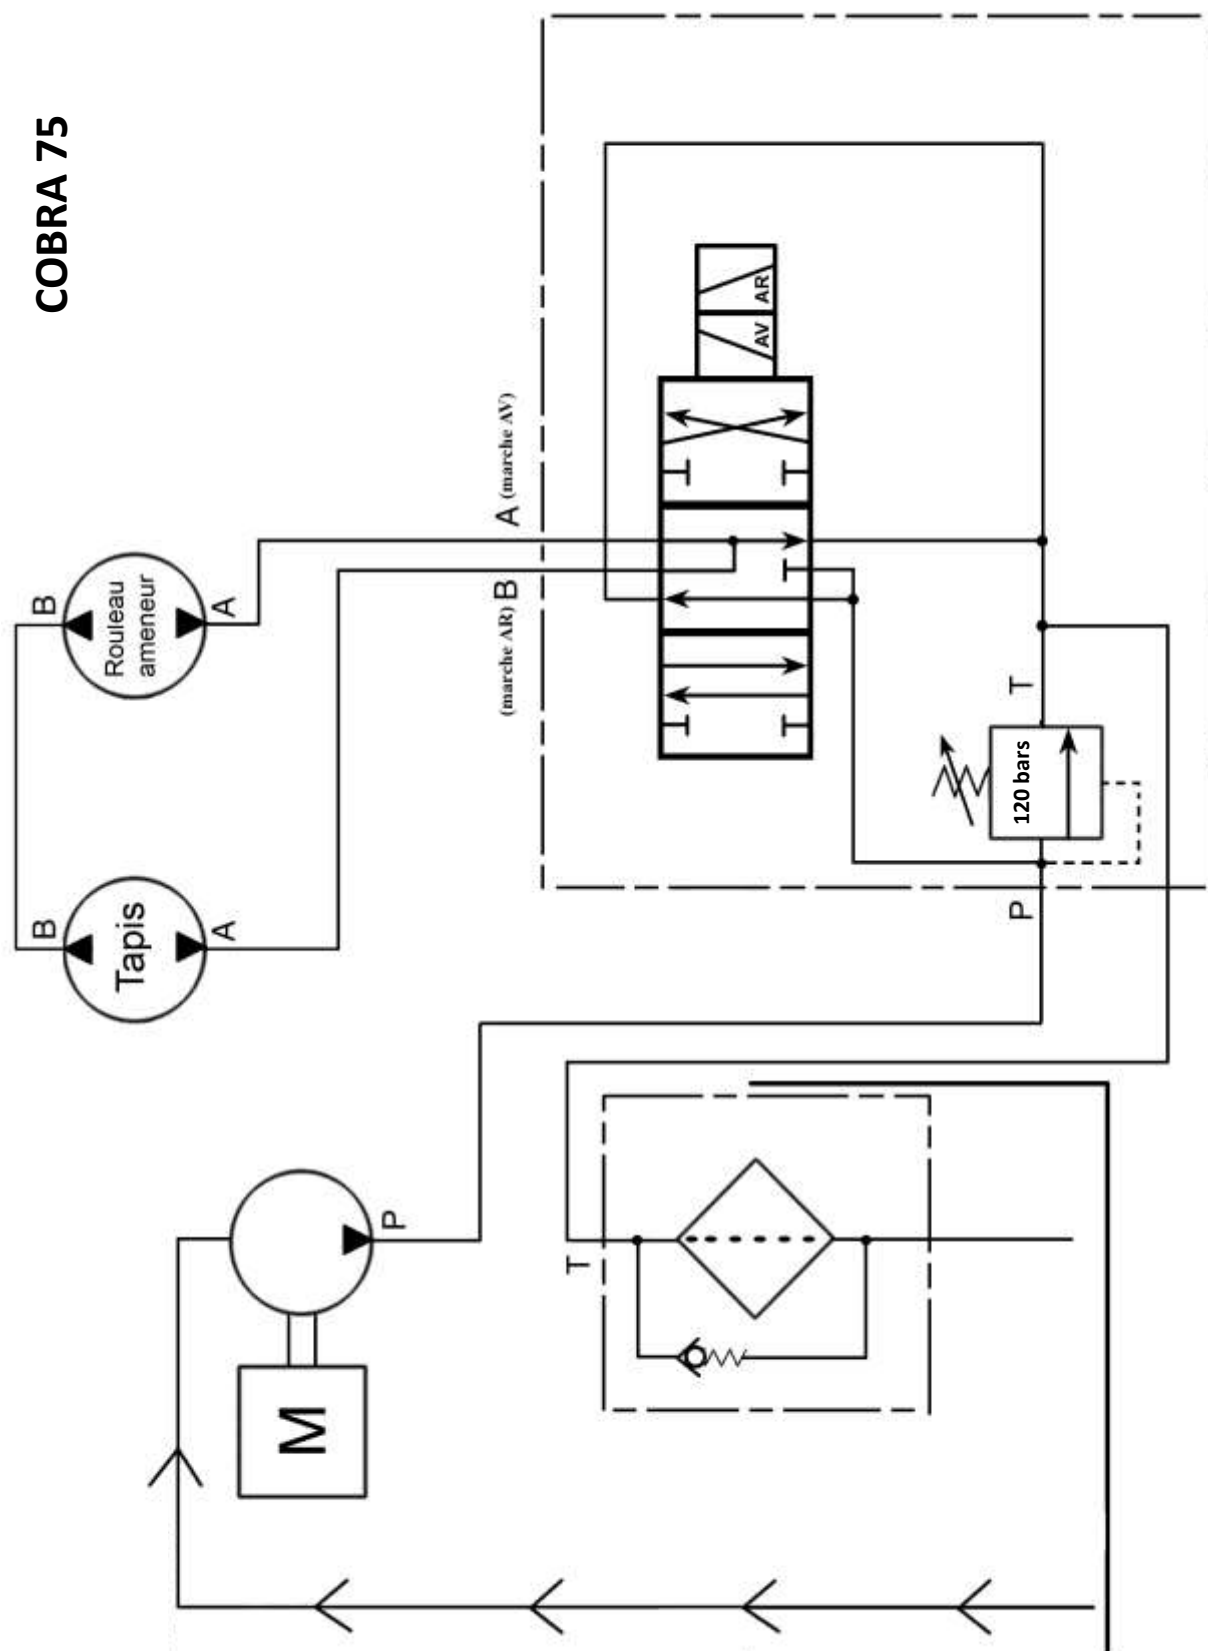 COBRA 75
B
Tapis
A
B
Rouleau
ameneur
A
A (marche AV)
(marche AR) B
AV
AR
T
120 bars
P
M
P
T